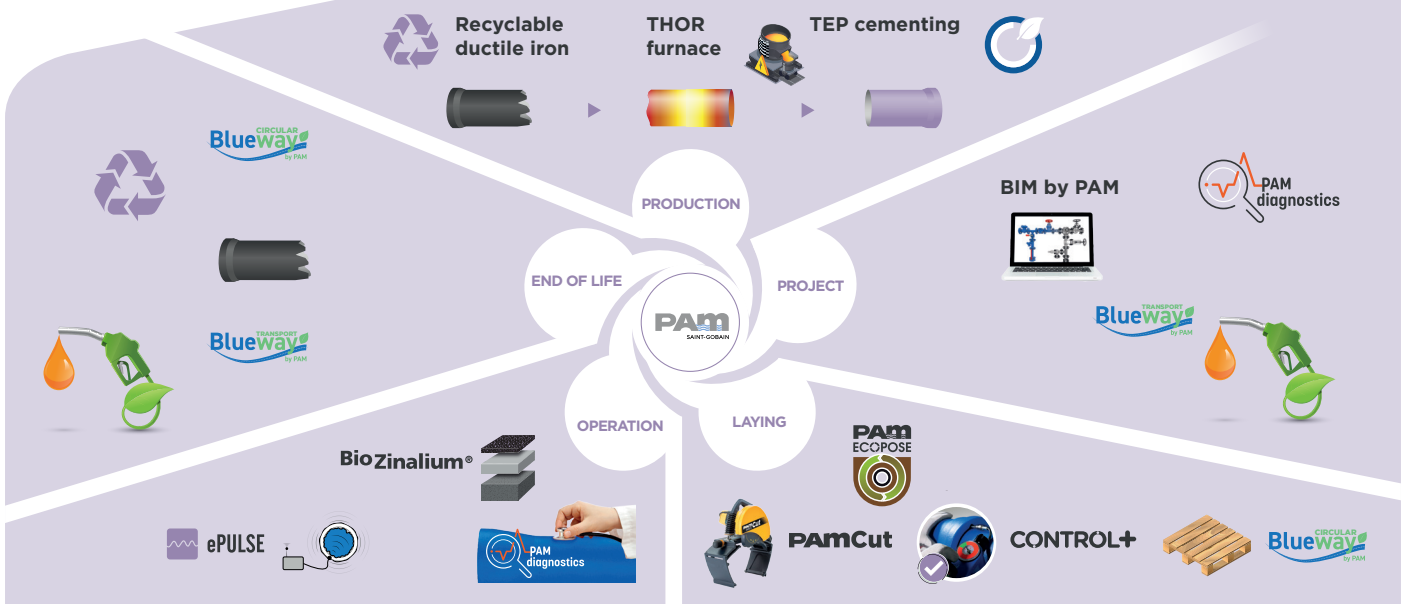 Recyclable
ductile iron
THOR
furnace
TEP cementing
CIRCULAR
Blueway
by PAM
TRANSPORT
Blueway
by PAM
BIM by PAM
PAM
diagnostics
TRANSPORT
Blueway
by PAM
PRODUCTION
END OF LIFE
PROJECT
PAM
SAINT-GOBAIN
OPERATION
LAYING
BioZinalium®
ePULSE
PAM
diagnostics
PAM
ECOPOSE
PAMCut
PAMCut
CONTROL+
CIRCULAR
Blueway
by PAM